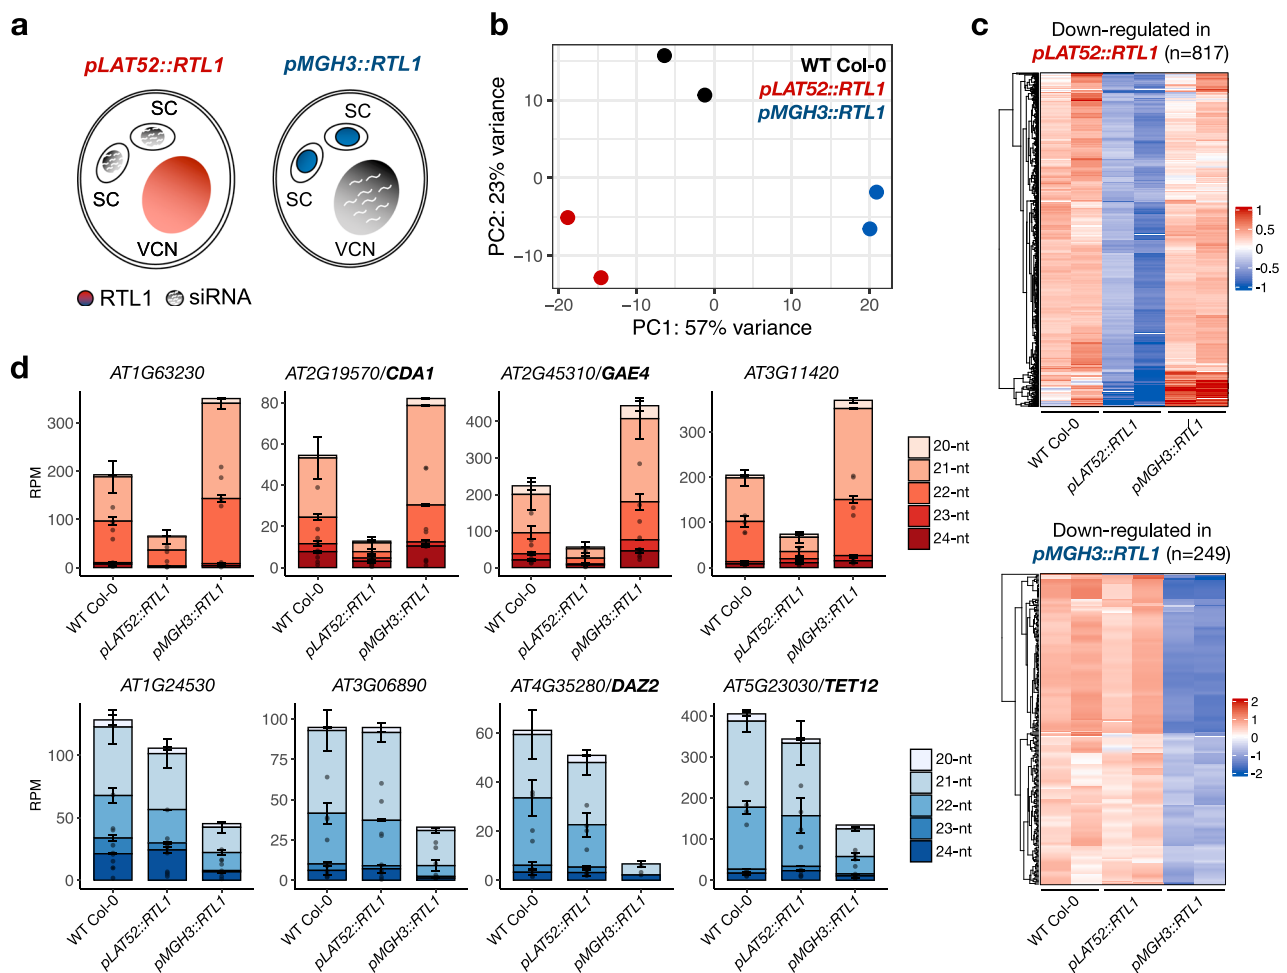 a
pLAT52::RTL1
pMGH3::RTL1
SC
SC
VCN
SC
SC
VCN
RTL1
siRNA
b
WT Col-0
pLAT52::RTL1
pMGH3::RTL1
PC2: 23% variance
10
0
−10
−20
−10
0
10
20
PC1: 57% variance
c
Down-regulated in
pLAT52::RTL1 (n=817)
1
0.5
0
-0.5
-1
WT Col-0
pLAT52::RTL1
pMGH3::RTL1
Down-regulated in
pMGH3::RTL1 (n=249)
2
1
0
-1
-2
WT Col-0
pLAT52::RTL1
pMGH3::RTL1
d
AT1G63230
RPM
300
200
100
0
WT Col-0
pLAT52::RTL1
pMGH3::RTL1
AT2G19570/CDA1
80
60
40
20
0
WT Col-0
pLAT52::RTL1
pMGH3::RTL1
AT2G45310/GAE4
400
300
200
100
0
WT Col-0
pLAT52::RTL1
pMGH3::RTL1
AT3G11420
300
200
100
0
WT Col-0
pLAT52::RTL1
pMGH3::RTL1
20-nt
21-nt
22-nt
23-nt
24-nt
AT1G24530
RPM
100
50
0
WT Col-0
pLAT52::RTL1
pMGH3::RTL1
AT3G06890
100
75
50
25
0
WT Col-0
pLAT52::RTL1
pMGH3::RTL1
AT4G35280/DAZ2
60
40
20
0
WT Col-0
pLAT52::RTL1
pMGH3::RTL1
AT5G23030/TET12
400
300
200
100
0
WT Col-0
pLAT52::RTL1
pMGH3::RTL1
20-nt
21-nt
22-nt
23-nt
24-nt